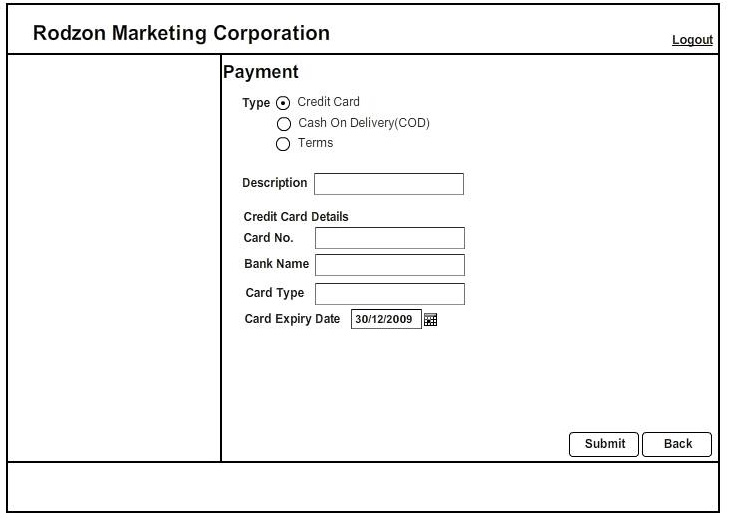 Rodzon Marketing Corporation
Logout
Payment
Type Credit Card
Cash On Delivery(COD)
Terms
Description
Credit Card Details
Card No.
Bank Name
Card Type
Card Expiry Date 30/12/2009
Submit Back